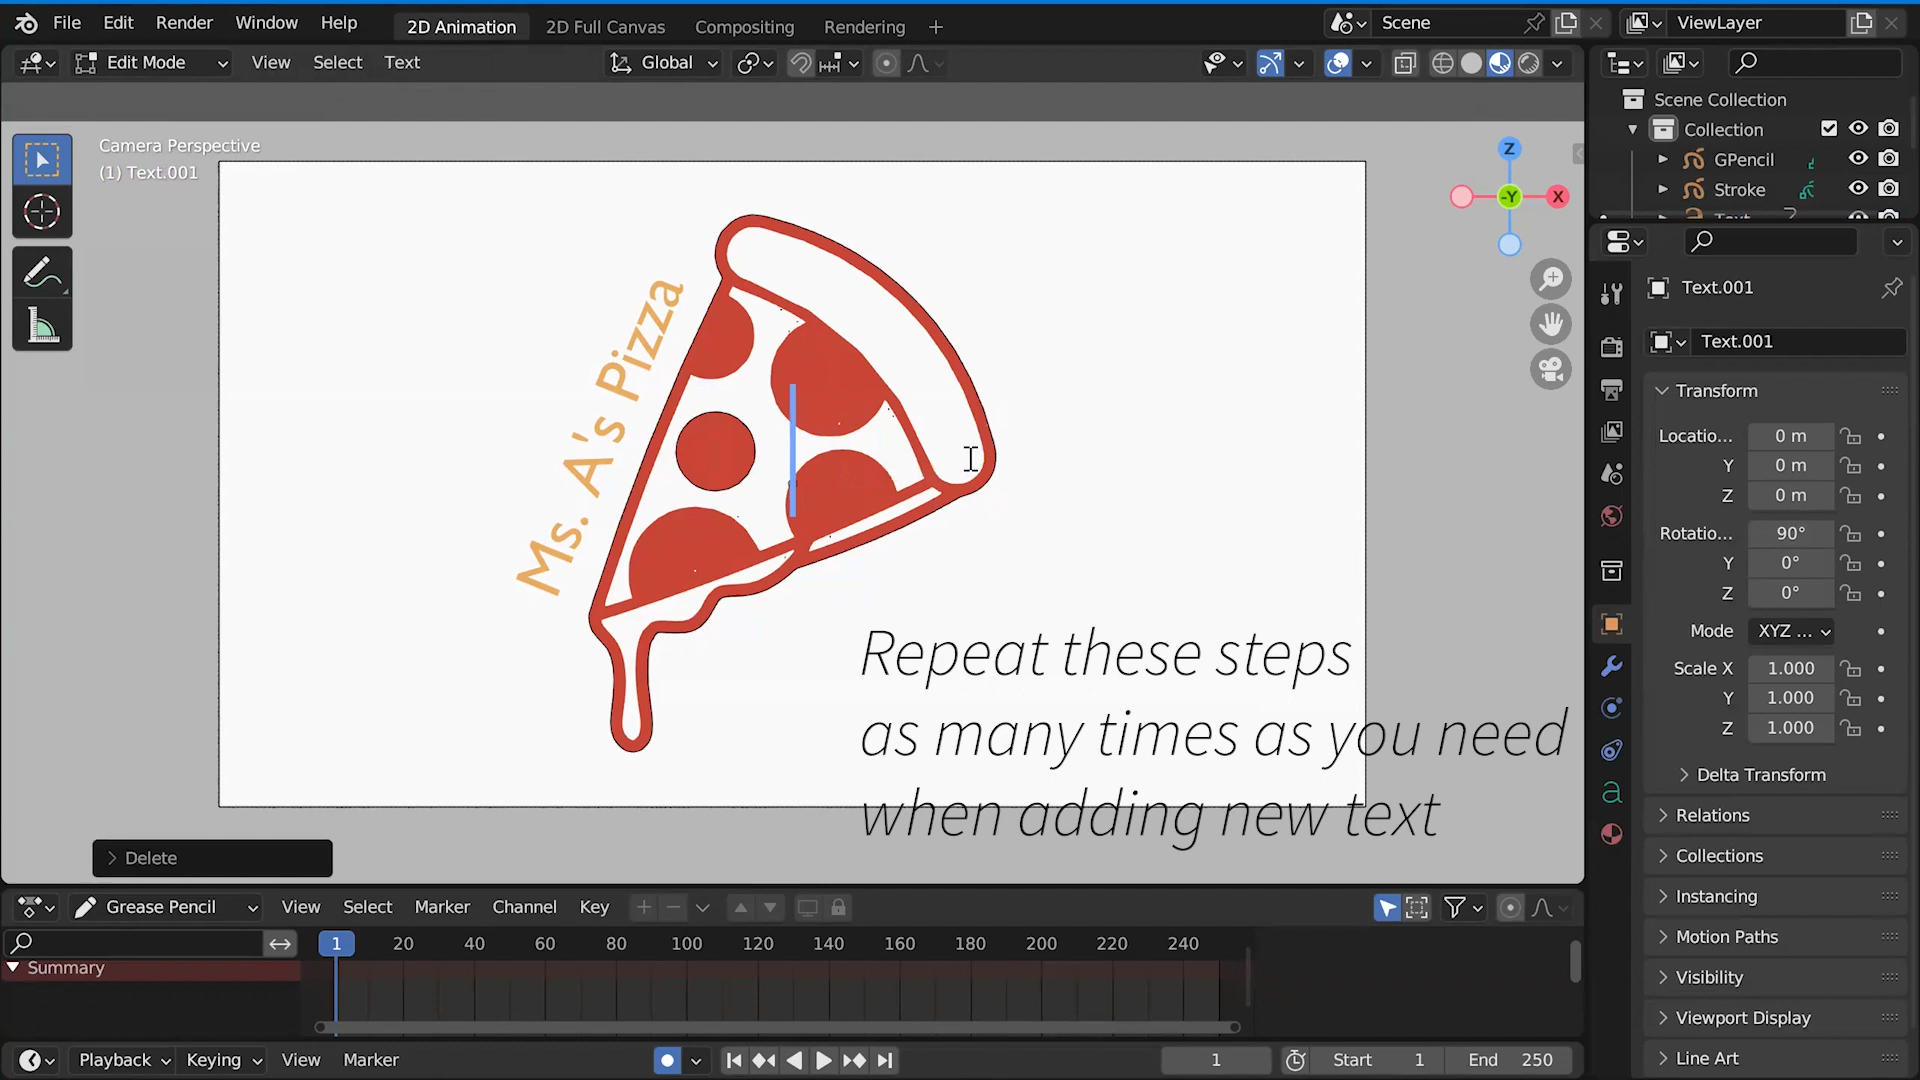 File Edit Render Window Help 2D Animation 2D Full Canvas Compositing Rendering + Scene ViewLayer
Edit Mode View Select Text Global
Scene Collection
Collection
GPencil
Stroke
Camera Perspective
(1) Text.001
Z
-Y X
Text.001
Text.001
Transform
Locatio... 0 m
Y 0 m
Z 0 m
Rotatio... 90°
Y 0°
Z 0°
Mode XYZ ...
Scale X 1.000
Y 1.000
Z 1.000
Delta Transform
Relations
Collections
Instancing
Motion Paths
Visibility
Viewport Display
Line Art
Ms. A's Pizza
Repeat these steps
as many times as you need
when adding new text
Delete
Grease Pencil View Select Marker Channel Key
1 20 40 60 80 100 120 140 160 180 200 220 240
Summary
Playback Keying View Marker 1 Start 1 End 250